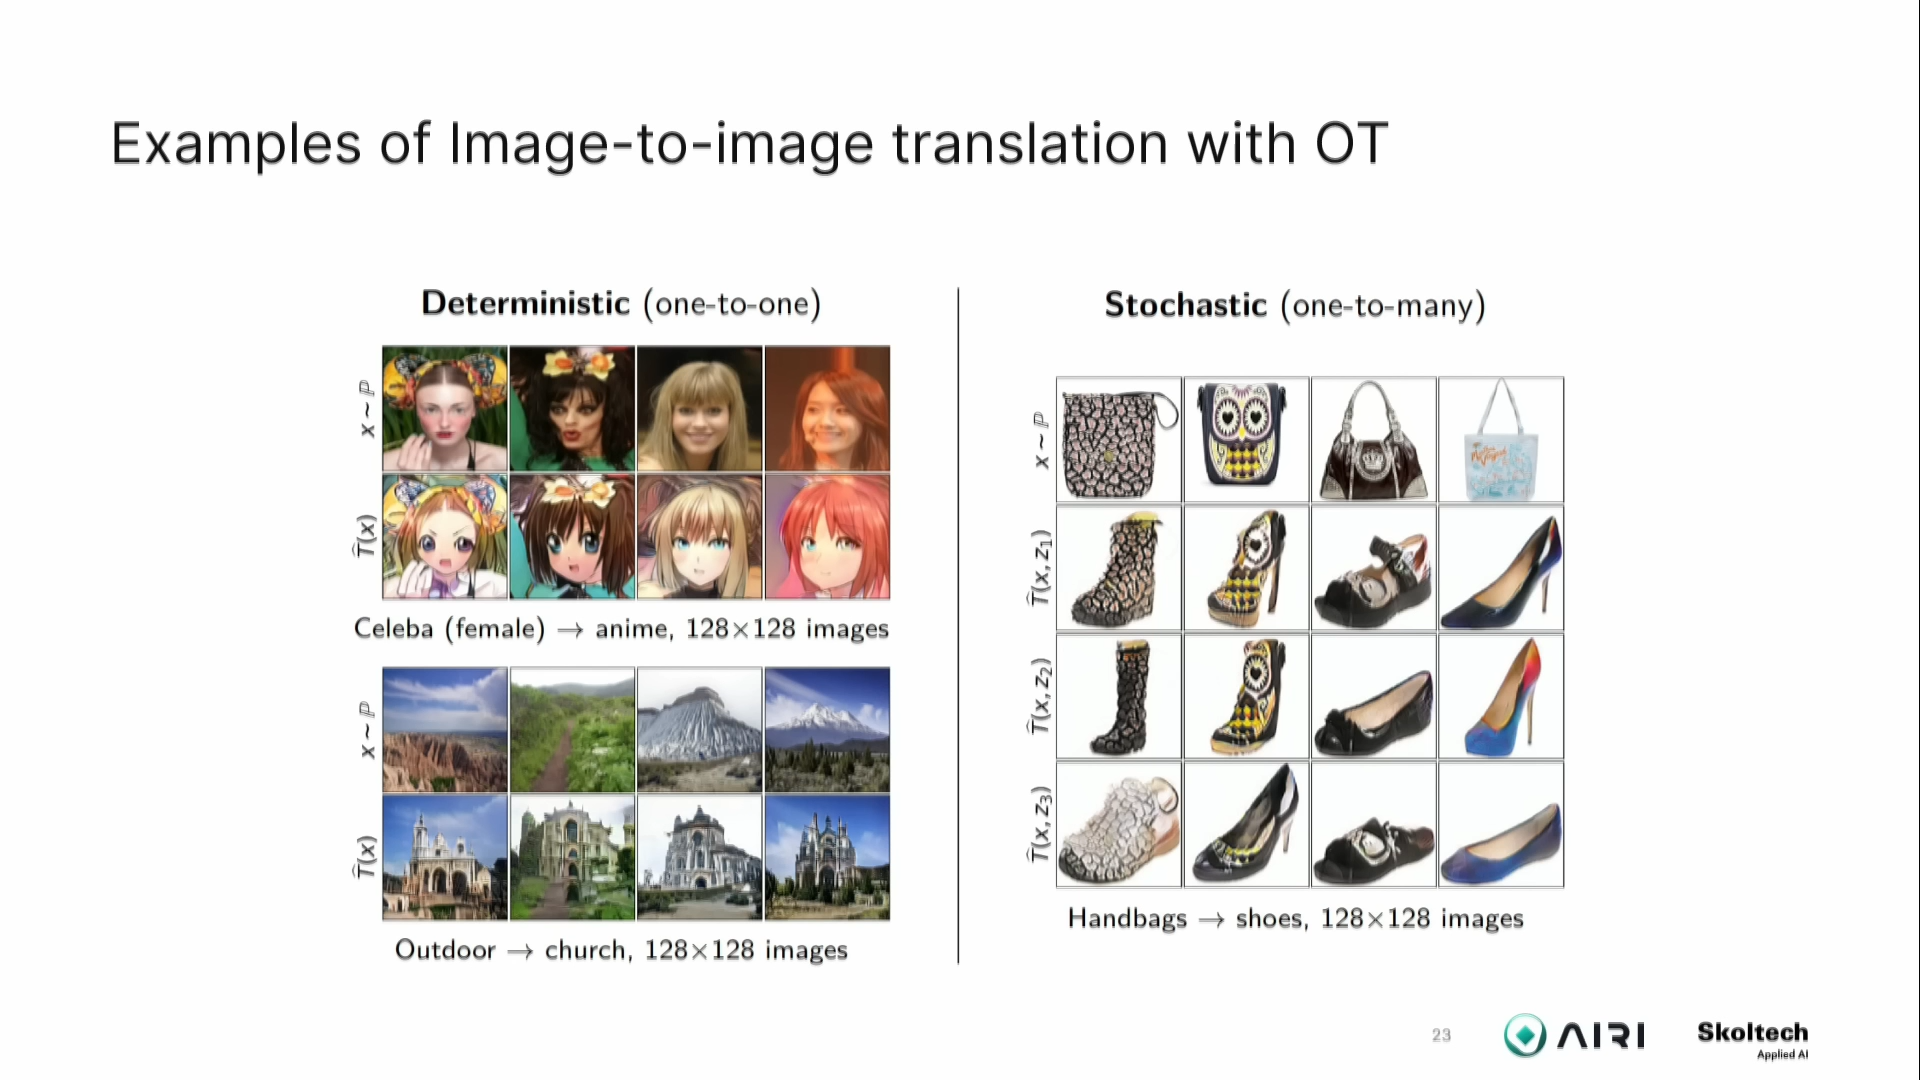 Examples of Image-to-image translation with OT
Deterministic (one-to-one)
x ~ ℙ
T̂(x)
Celeba (female) → anime, 128×128 images
x ~ ℙ
T̂(x)
Outdoor → church, 128×128 images
Stochastic (one-to-many)
x ~ ℙ
T̂(x, z₁)
T̂(x, z₂)
T̂(x, z₃)
Handbags → shoes, 128×128 images
23
AIRI
Skoltech
Applied AI